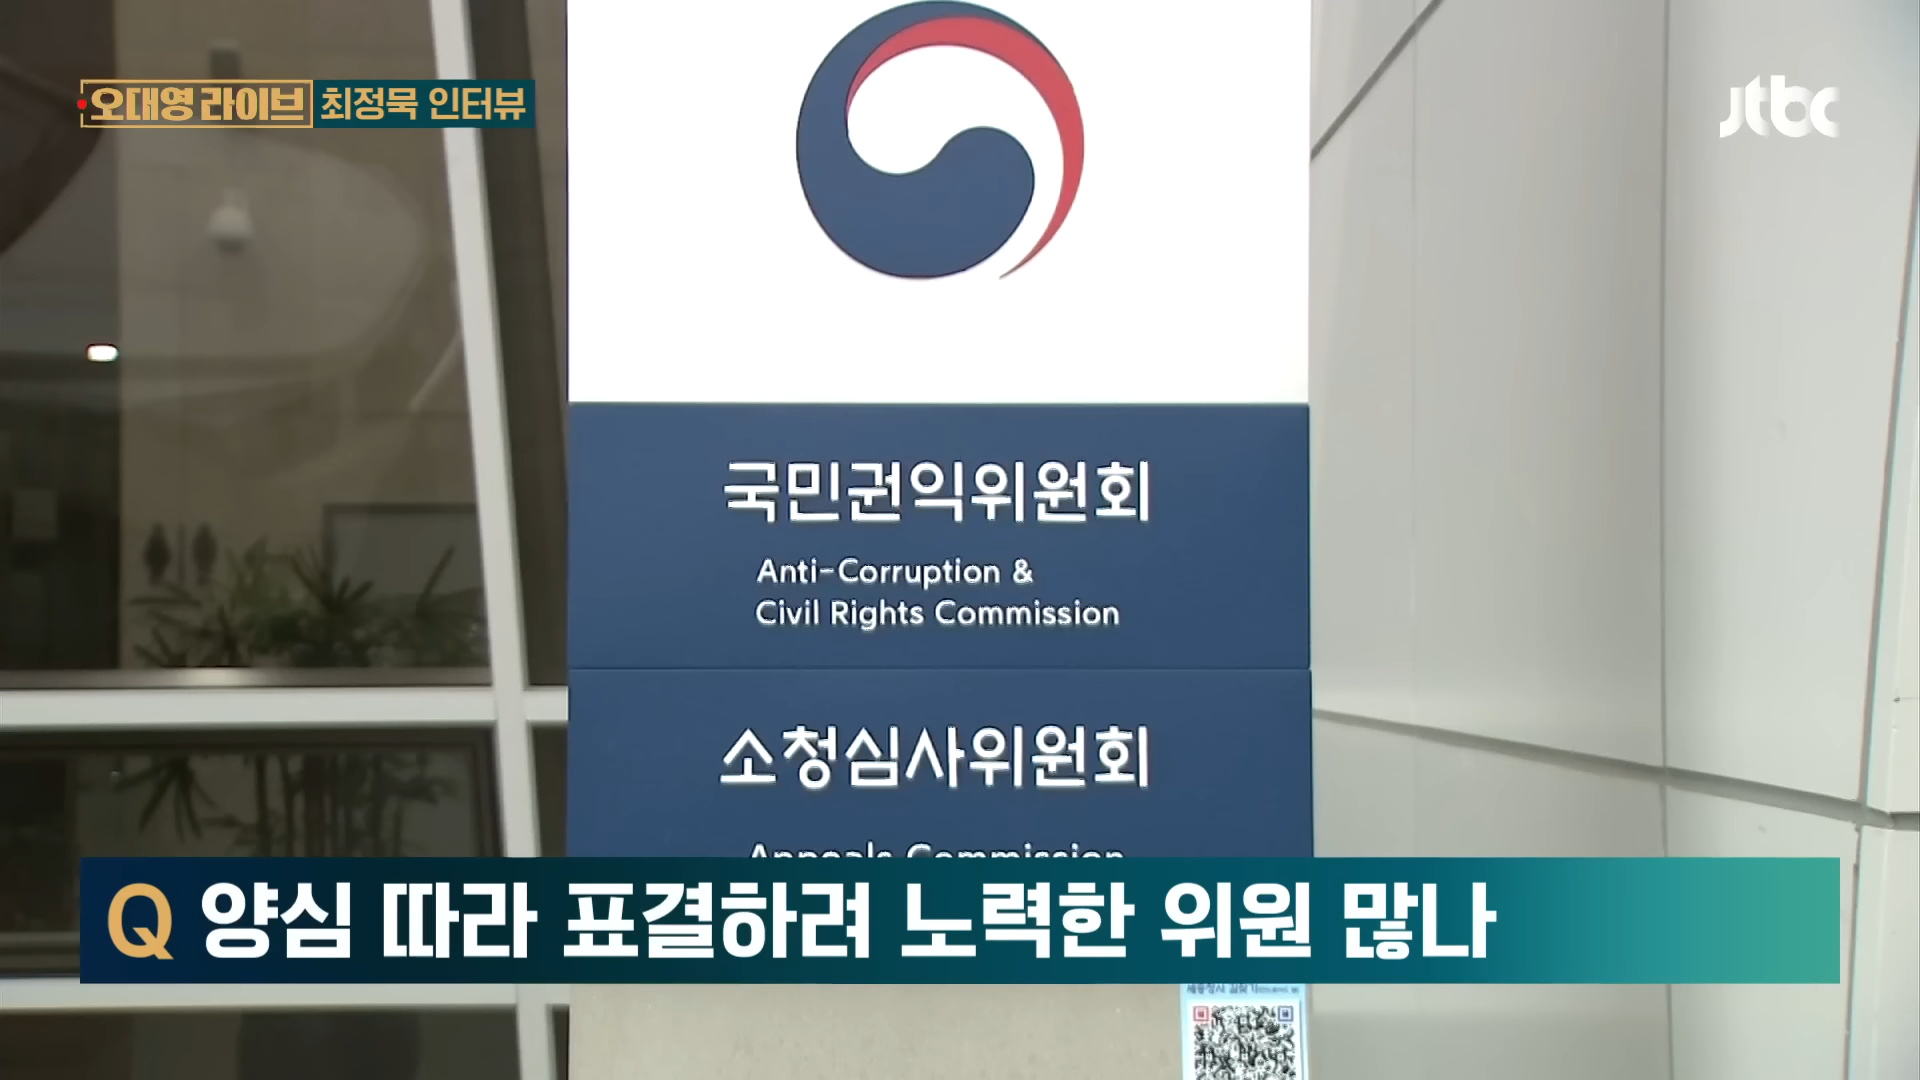 오대영 라이브 최정묵 인터뷰
jtbc
국민권익위원회
Anti-Corruption &
Civil Rights Commission
소청심사위원회
Appeals Commission
Q 양심 따라 표결하려 노력한 위원 많나